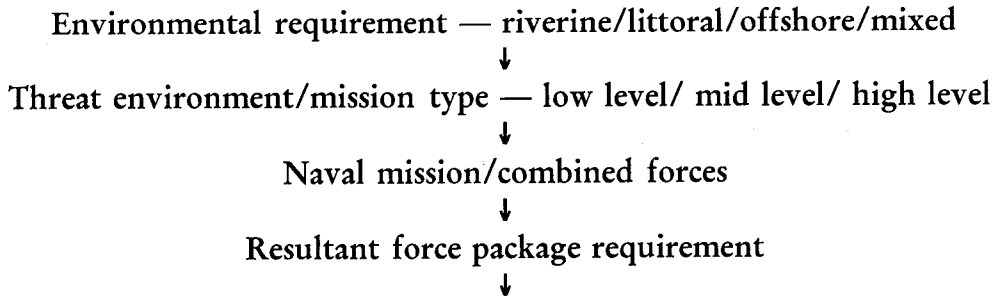 Environmental requirement — riverine/littoral/offshore/mixed
↓
Threat environment/mission type — low level/ mid level/ high level
↓
Naval mission/combined forces
↓
Resultant force package requirement
↓